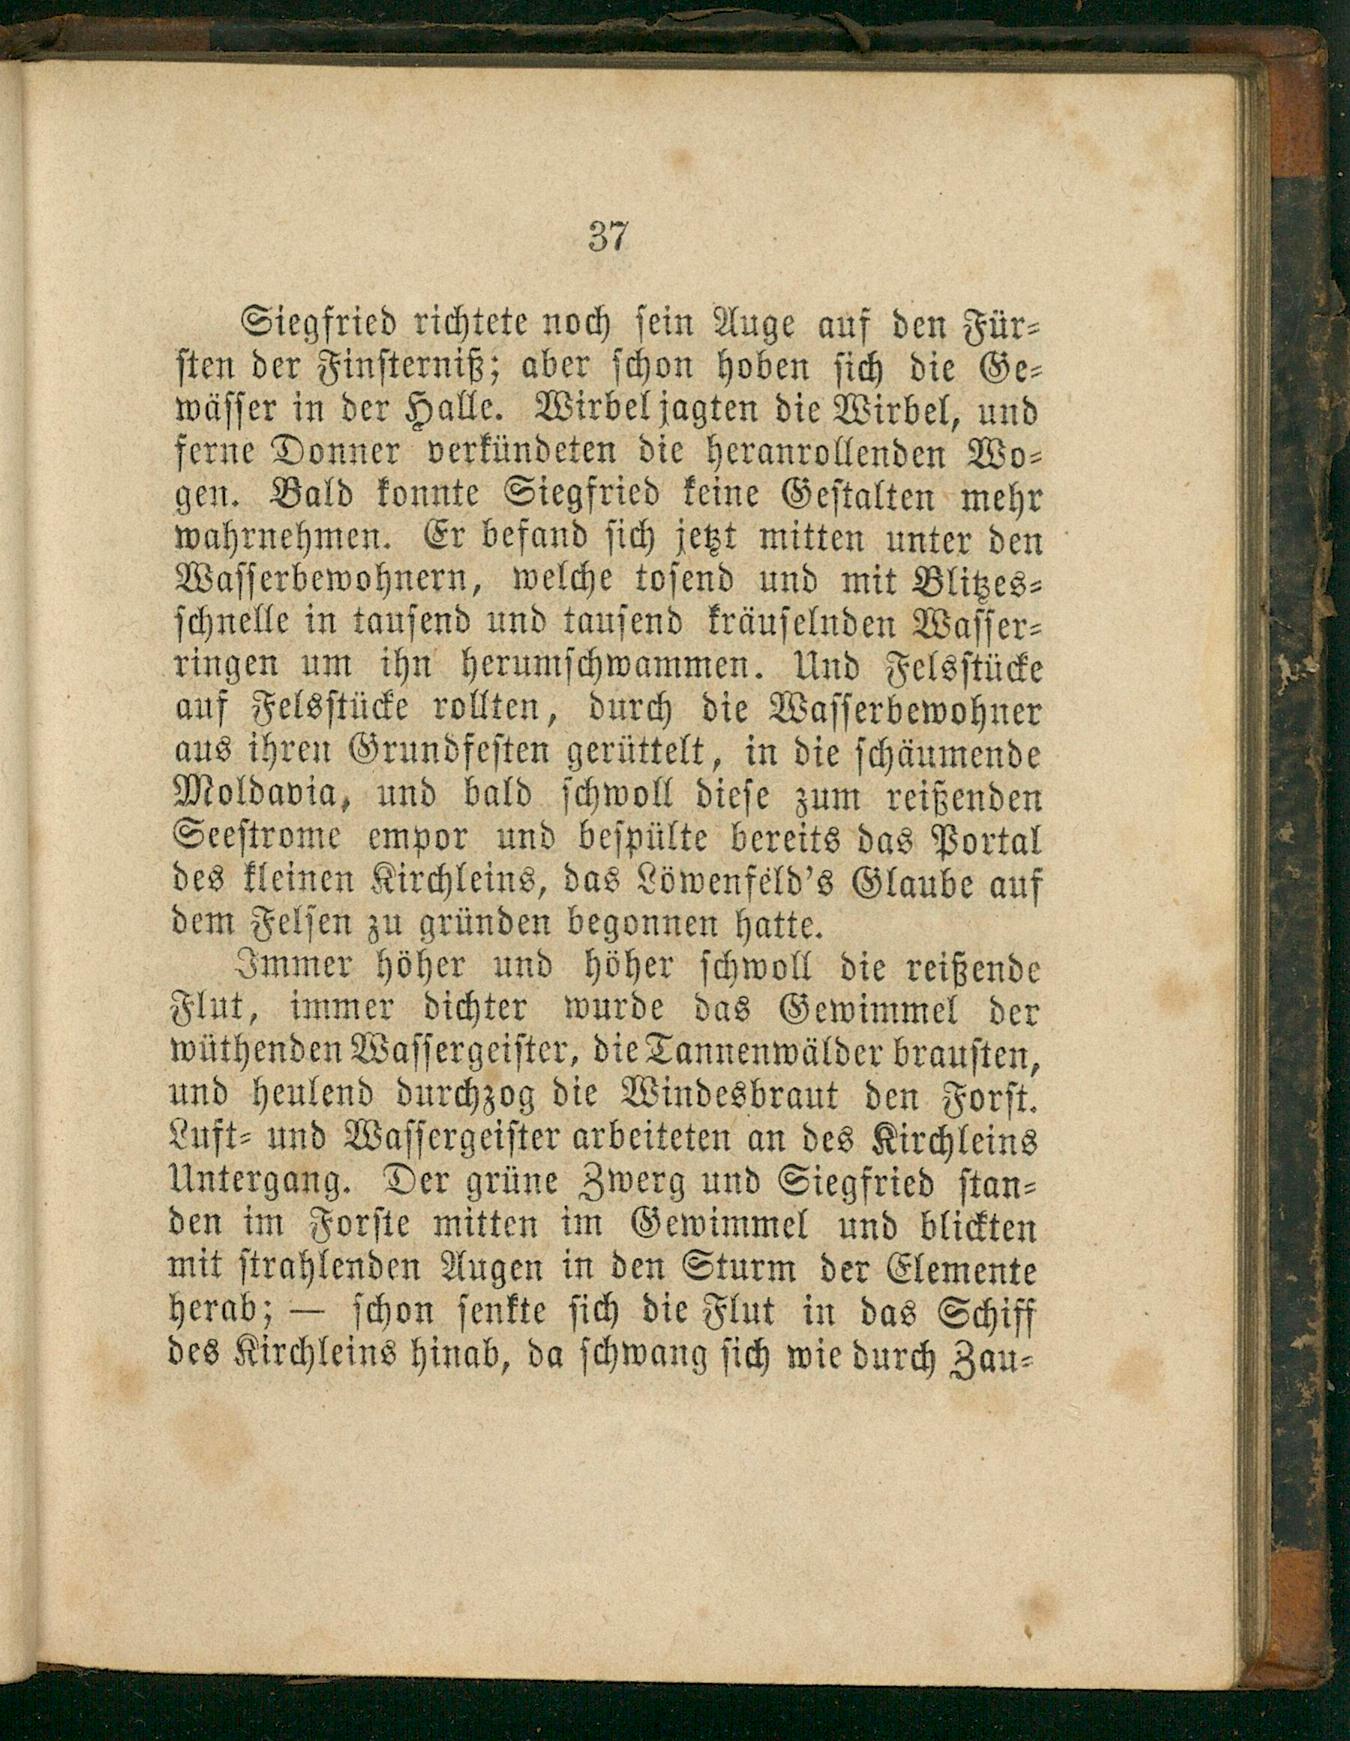 37
Siegfried richtete noch sein Auge auf den Für-
sten der Finsterniß; aber schon hoben sich die Ge-
wässer in der Halle. Wirbel jagten die Wirbel, und
ferne Donner verkündeten die heranrollenden Wo-
gen. Bald konnte Siegfried keine Gestalten mehr
wahrnehmen. Er befand sich jetzt mitten unter den
Wasserbewohnern, welche tosend und mit Blitzes-
schnelle in tausend und tausend kräuselnden Wasser-
ringen um ihn herumschwammen. Und Felsstücke
auf Felsstücke rollten, durch die Wasserbewohner
aus ihren Grundfesten gerüttelt, in die schäumende
Moldavia, und bald schwoll diese zum reißenden
Seestrome empor und bespülte bereits das Portal
des kleinen Kirchleins, das Löwenfeld's Glaube auf
dem Felsen zu gründen begonnen hatte.
Immer höher und höher schwoll die reißende
Flut, immer dichter wurde das Gewimmel der
wüthenden Wassergeister, die Tannenwälder brausten,
und heulend durchzog die Windesbraut den Forst.
Luft- und Wassergeister arbeiteten an des Kirchleins
Untergang. Der grüne Zwerg und Siegfried stan-
den im Forste mitten im Gewimmel und blickten
mit strahlenden Augen in den Sturm der Elemente
herab; — schon senkte sich die Flut in das Schiff
des Kirchleins hinab, da schwang sich wie durch Zau-